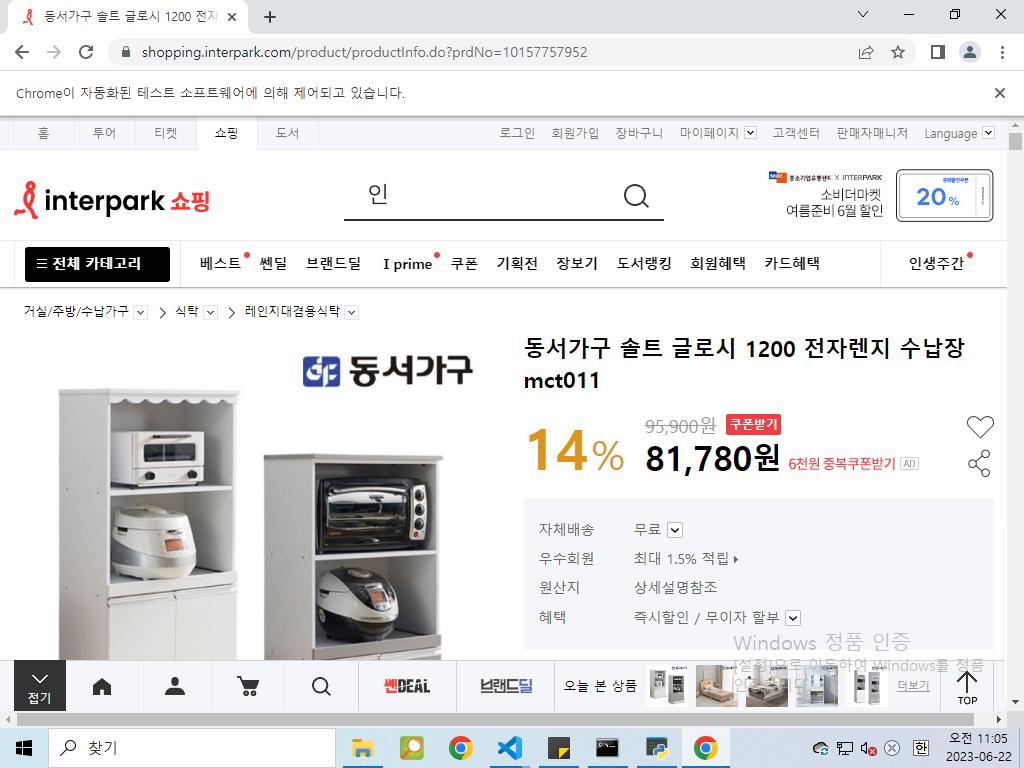 동서가구 솔트 글로시 1200 전자
shopping.interpark.com/product/productInfo.do?prdNo=10157757952
Chrome이 자동화된 테스트 소프트웨어에 의해 제어되고 있습니다.
홈 투어 티켓 쇼핑 도서 로그인 회원가입 장바구니 마이페이지 고객센터 판매자매니저 Language
interpark 쇼핑
인
중소기업유통센터 X INTERPARK
소비더마켓
여름준비 6월 할인
20%
전체 카테고리 베스트 쎈딜 브랜드딜 I prime 쿠폰 기획전 장보기 도서랭킹 회원혜택 카드혜택 인생주간
거실/주방/수납가구 식탁 레인지대겸용식탁
동서가구
동서가구 솔트 글로시 1200 전자렌지 수납장
mct011
14% 95,900원 쿠폰받기
81,780원 6천원 중복쿠폰받기 AD
자체배송 무료
우수회원 최대 1.5% 적립
원산지 상세설명참조
혜택 즉시할인 / 무이자 할부
Windows 정품 인증
[설정]으로 이동하여 Windows를 정품
접기 쎈DEAL 브랜드딜 오늘 본 상품 더보기 TOP
찾기
한
오전 11:05
2023-06-22